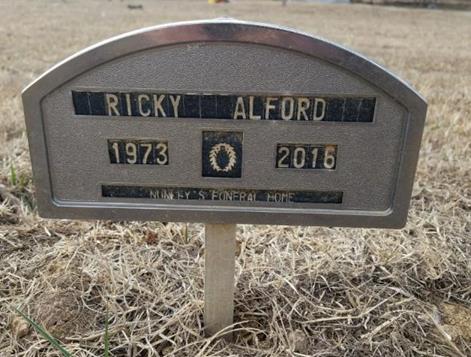 RICKY ALFORD
1973 2016
NUNLEY'S FUNERAL HOME